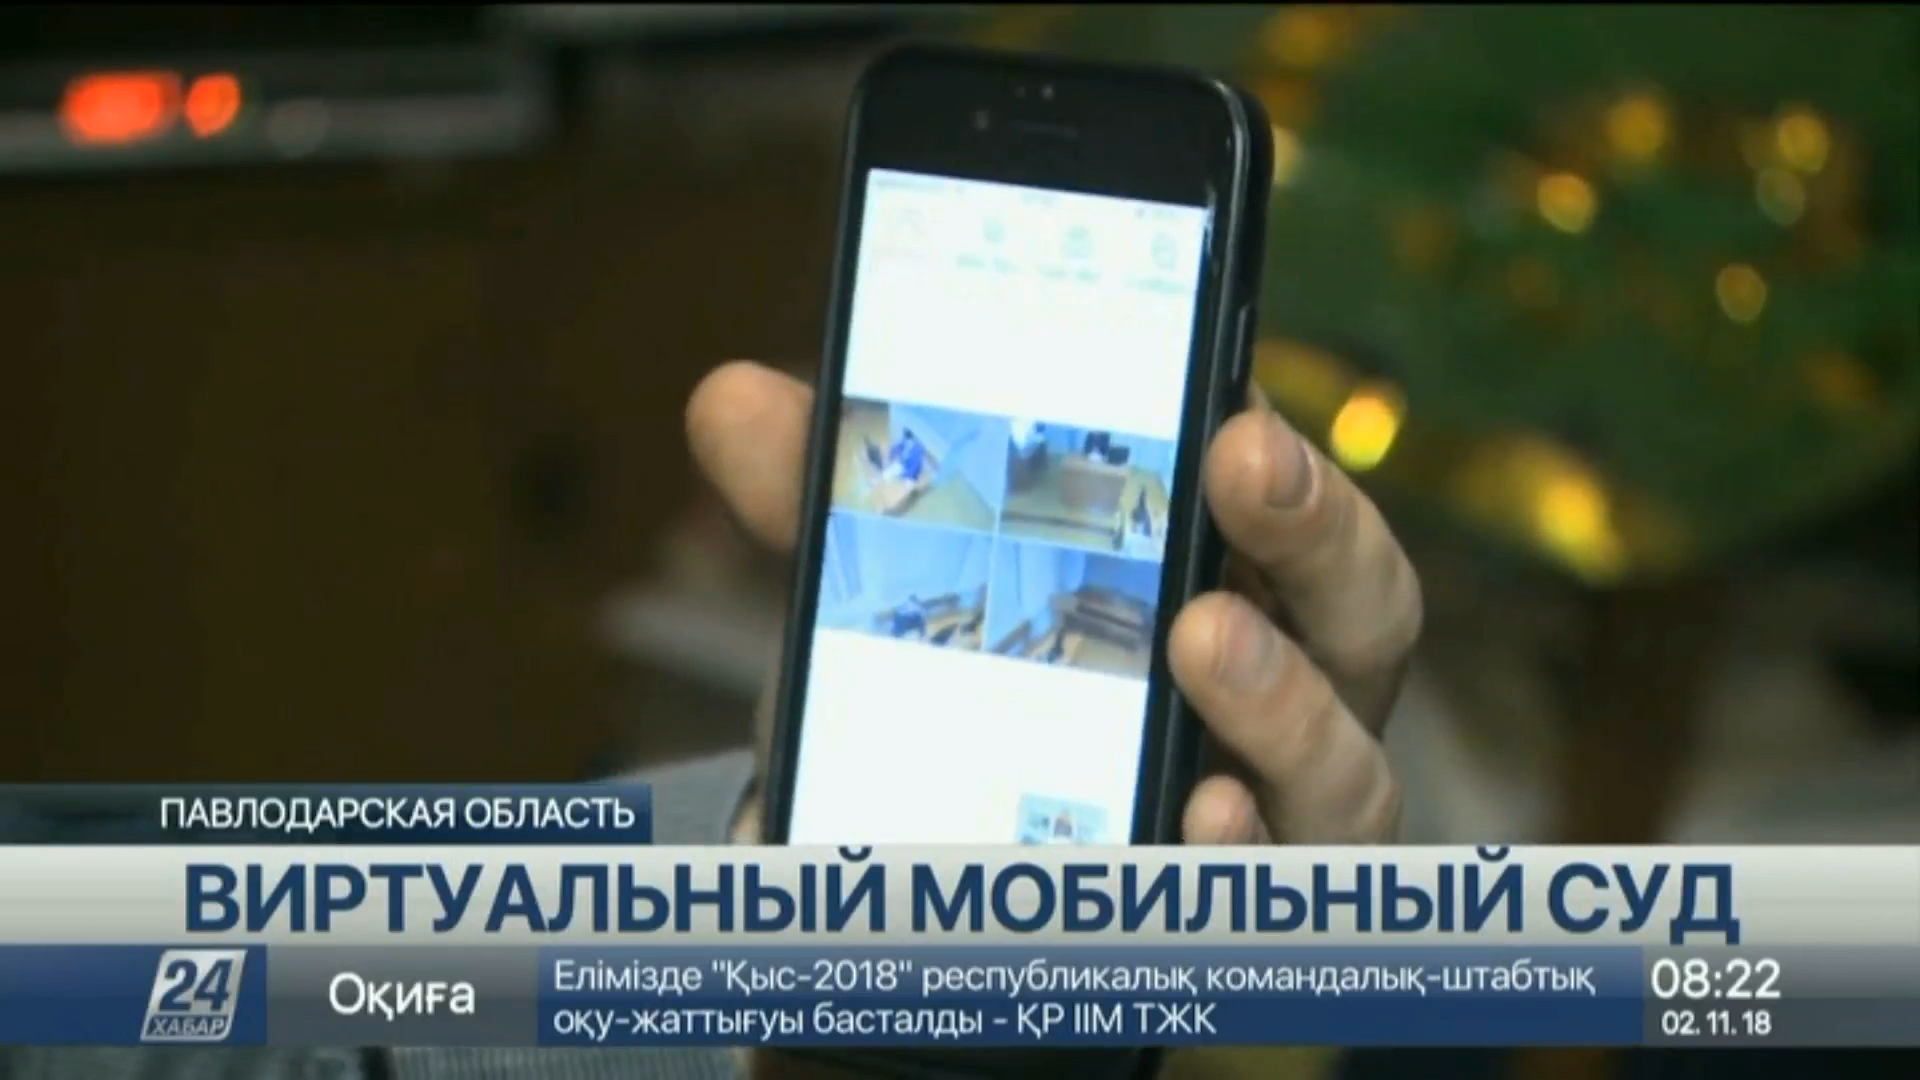 ПАВЛОДАРСКАЯ ОБЛАСТЬ
ВИРТУАЛЬНЫЙ МОБИЛЬНЫЙ СУД
24
ХАБАР
Оқиға
Елімізде "Қыс-2018" республикалық командалық-штабтық
оқу-жаттығуы басталды - ҚР ІІМ ТЖК
08:22
02.11.18